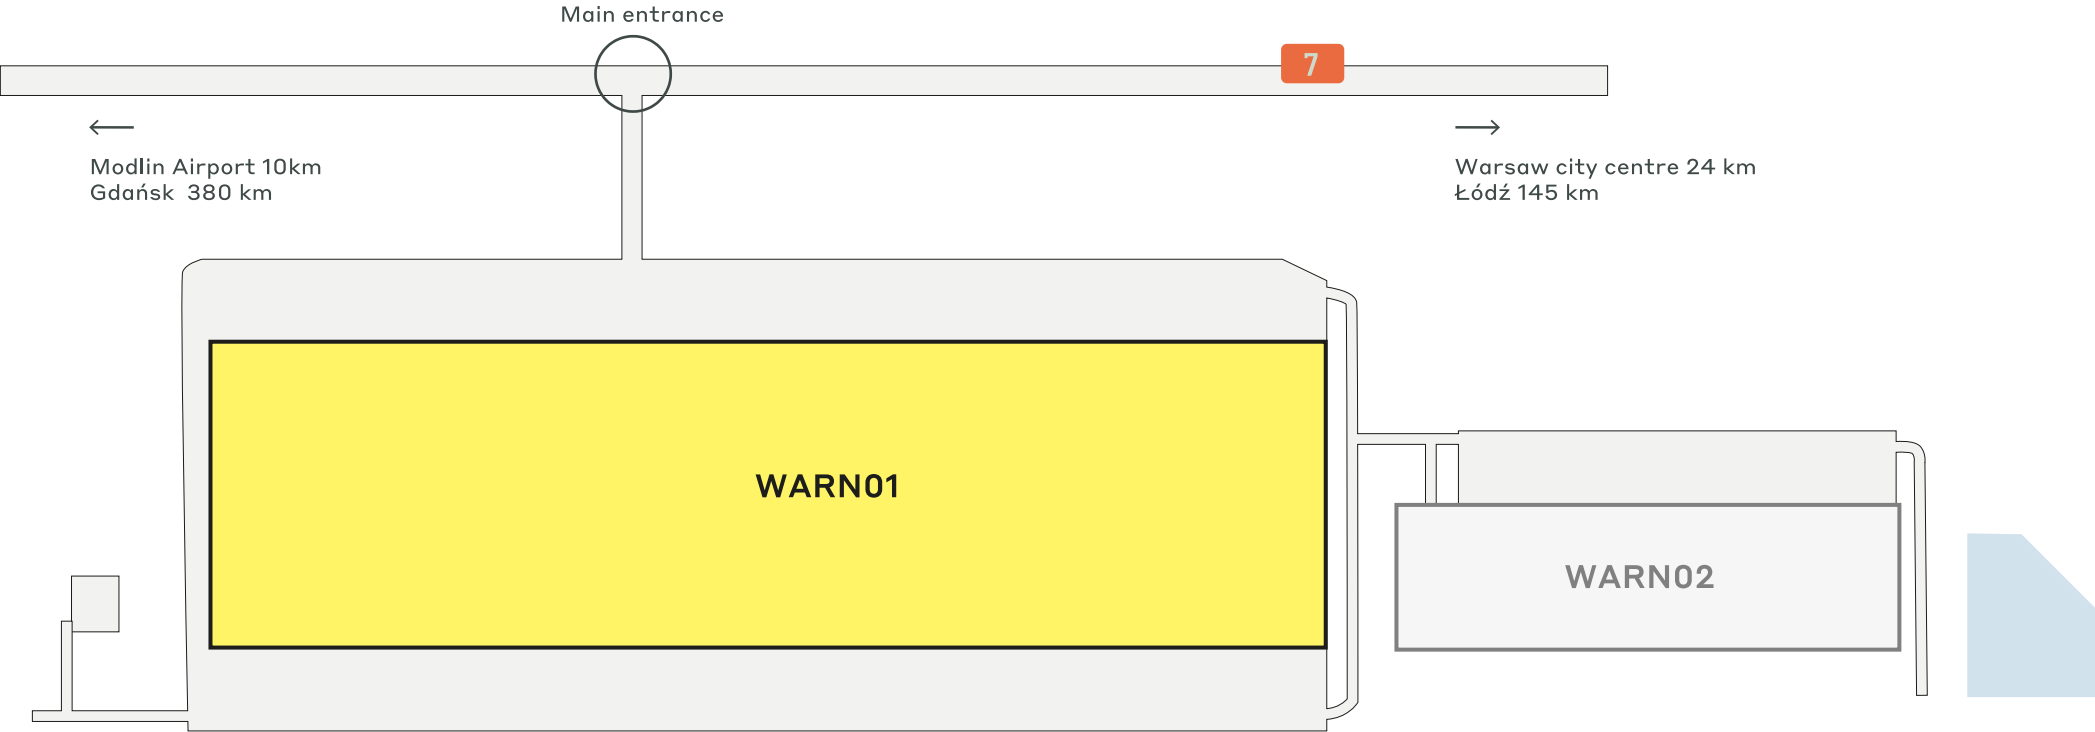 Main entrance
7
Modlin Airport 10km
Gdańsk 380 km
Warsaw city centre 24 km
Łódź 145 km
WARN01
WARN02